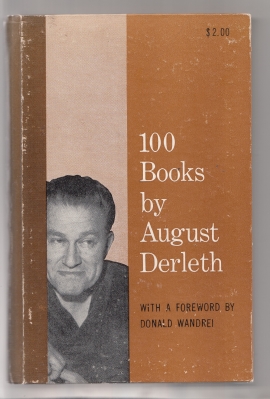 $2.00
100
Books
by
August
Derleth
WITH A FOREWORD BY
DONALD WANDREI